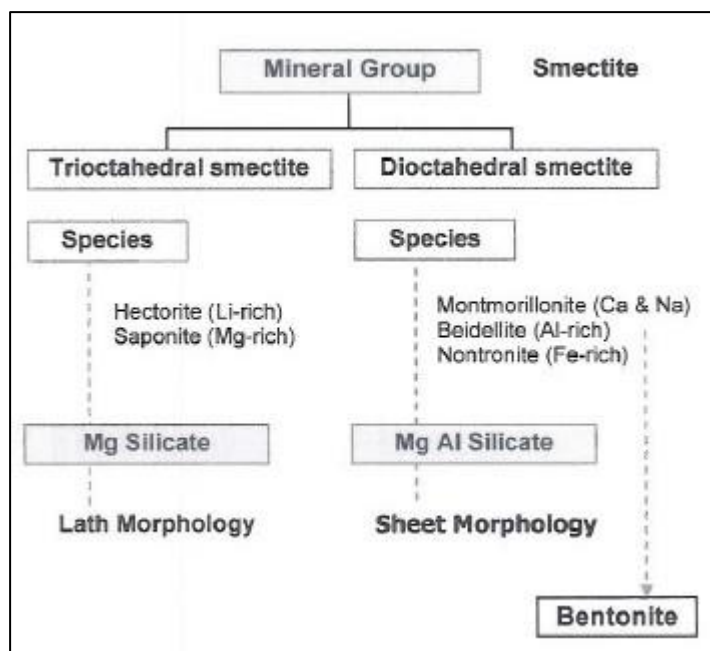 Mineral Group
Smectite
Trioctahedral smectite
Dioctahedral smectite
Species
Species
Hectorite (Li-rich)
Saponite (Mg-rich)
Montmorillonite (Ca & Na)
Beidellite (Al-rich)
Nontronite (Fe-rich)
Mg Silicate
Mg Al Silicate
Lath Morphology
Sheet Morphology
Bentonite